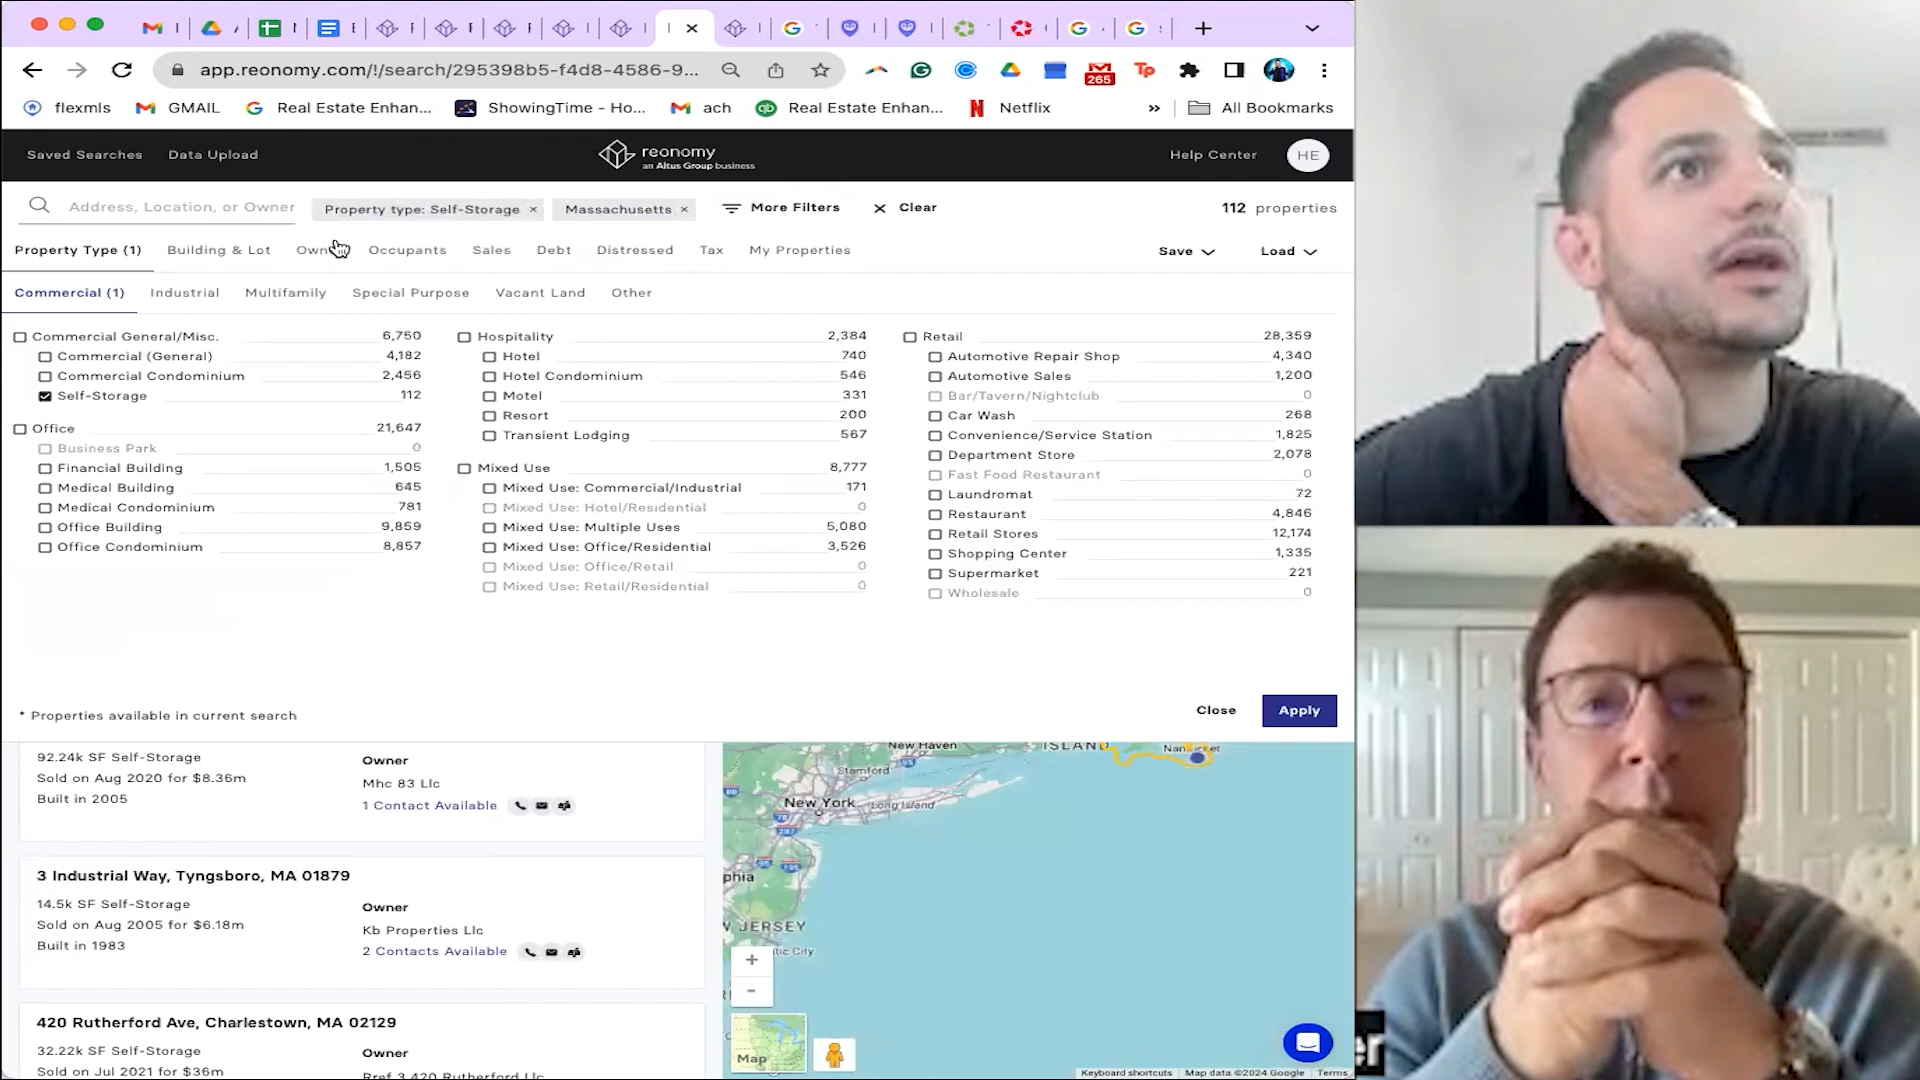 app.reonomy.com/!/search/295398b5-f4d8-4586-9...
265
Tp
flexmls
GMAIL
Real Estate Enhan...
ShowingTime - Ho...
ach
Real Estate Enhan...
Netflix
»
All Bookmarks
Saved Searches
Data Upload
reonomy
an Altus Group business
Help Center
HE
Address, Location, or Owner
Property type: Self-Storage ×
Massachusetts ×
More Filters
× Clear
112 properties
Property Type (1)
Building & Lot
Occupants
Sales
Debt
Distressed
Tax
My Properties
Save
Load
Commercial (1)
Industrial
Multifamily
Special Purpose
Vacant Land
Other
Commercial General/Misc. 6,750
Commercial (General) 4,182
Commercial Condominium 2,456
Self-Storage 112
Office 21,647
Business Park 0
Financial Building 1,505
Medical Building 645
Medical Condominium 781
Office Building 9,859
Office Condominium 8,857
Hospitality 2,384
Hotel 740
Hotel Condominium 546
Motel 331
Resort 200
Transient Lodging 567
Mixed Use 8,777
Mixed Use: Commercial/Industrial 171
Mixed Use: Hotel/Residential 0
Mixed Use: Multiple Uses 5,080
Mixed Use: Office/Residential 3,526
Mixed Use: Office/Retail 0
Mixed Use: Retail/Residential 0
Retail 28,359
Automotive Repair Shop 4,340
Automotive Sales 1,200
Bar/Tavern/Nightclub 0
Car Wash 268
Convenience/Service Station 1,825
Department Store 2,078
Fast Food Restaurant 0
Laundromat 72
Restaurant 4,846
Retail Stores 12,174
Shopping Center 1,335
Supermarket 221
Wholesale 0
* Properties available in current search
Close
Apply
92.24k SF Self-Storage
Sold on Aug 2020 for $8.36m
Built in 2005
Owner
Mhc 83 Llc
1 Contact Available
3 Industrial Way, Tyngsboro, MA 01879
14.5k SF Self-Storage
Sold on Aug 2005 for $6.18m
Built in 1983
Owner
Kb Properties Llc
2 Contacts Available
420 Rutherford Ave, Charlestown, MA 02129
32.22k SF Self-Storage
Sold on Jul 2021 for $36m
Owner
Rref 3 420 Rutherford Llc
New Haven
ISLAND
Stamford
New York
Long Island
phia
W JERSEY
tic City
Map
Keyboard shortcuts
Map data ©2024 Google
Terms
er